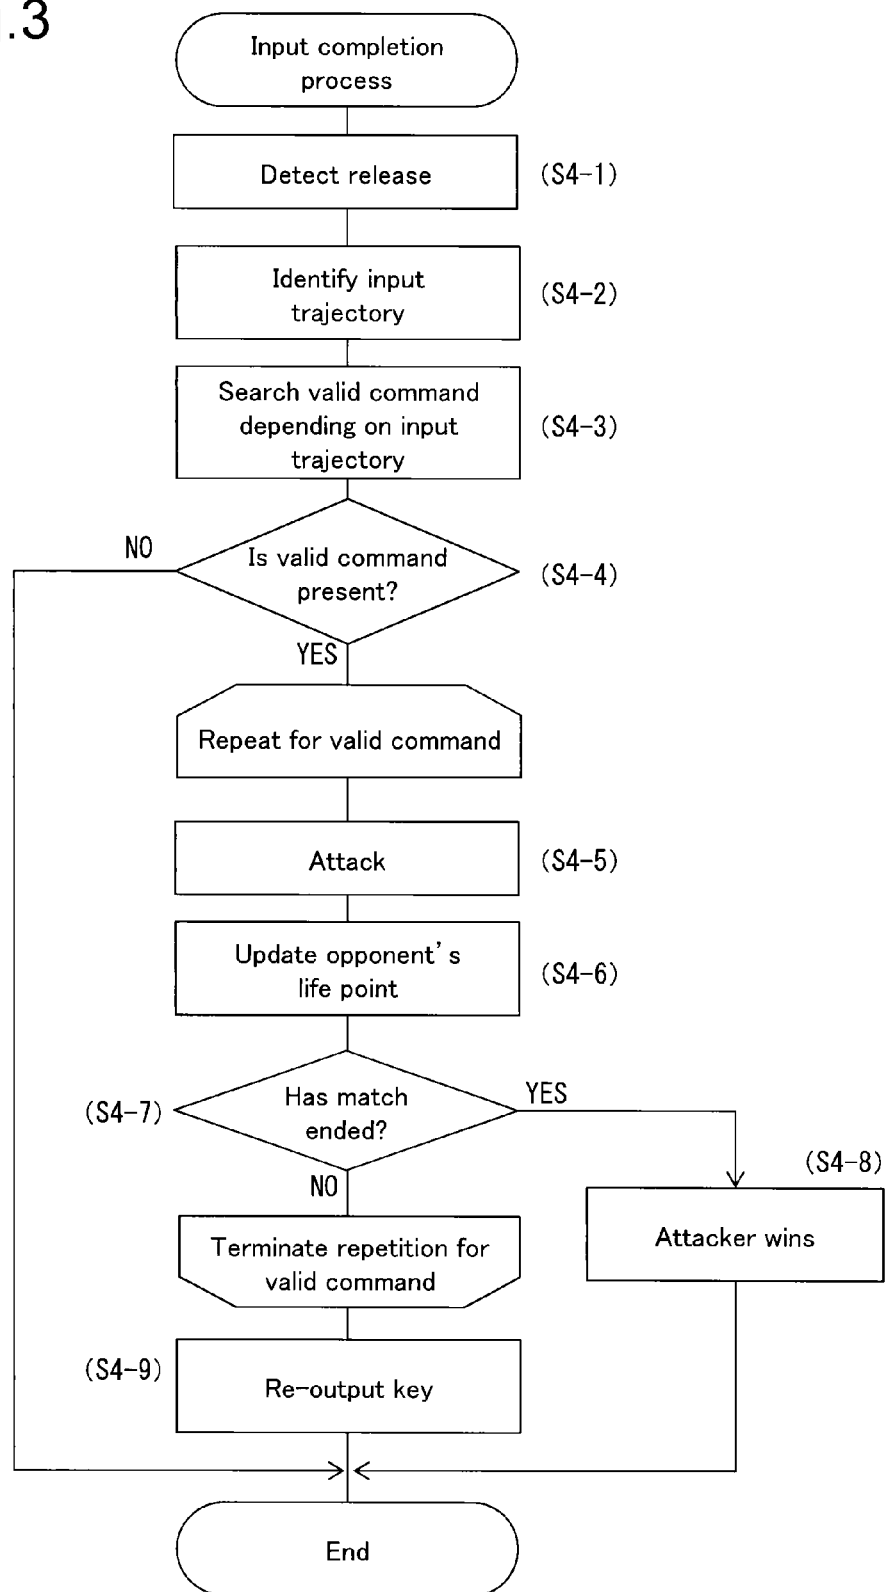 .3
Input completion
process
Detect release
(S4-1)
Identify input
trajectory
(S4-2)
Search valid command
depending on input
trajectory
(S4-3)
NO
Is valid command
present?
(S4-4)
YES
Repeat for valid command
Attack
(S4-5)
Update opponent's
life point
(S4-6)
(S4-7)
Has match
ended?
YES
NO
(S4-8)
Attacker wins
Terminate repetition for
valid command
(S4-9)
Re-output key
End